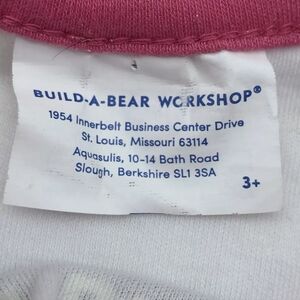 BUILD-A-BEAR WORKSHOP®
1954 Innerbelt Business Center Drive
St. Louis, Missouri 63114
Aquasulis, 10-14 Bath Road
Slough, Berkshire SL1 3SA
3+